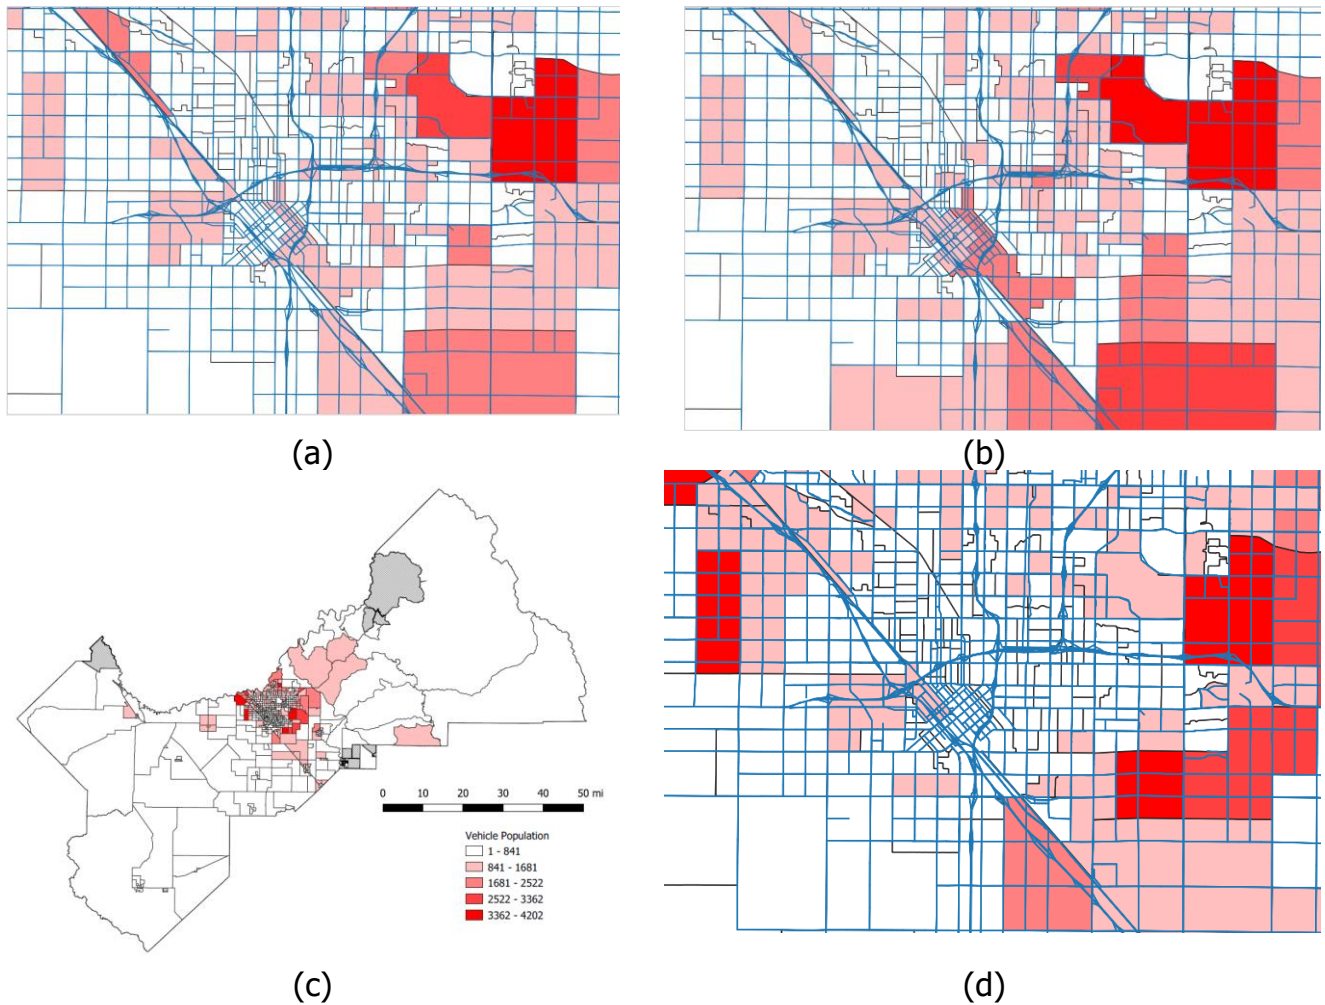 (a)
(b)
0 10 20 30 40 50 mi
Vehicle Population
1 - 841
841 - 1681
1681 - 2522
2522 - 3362
3362 - 4202
(c)
(d)